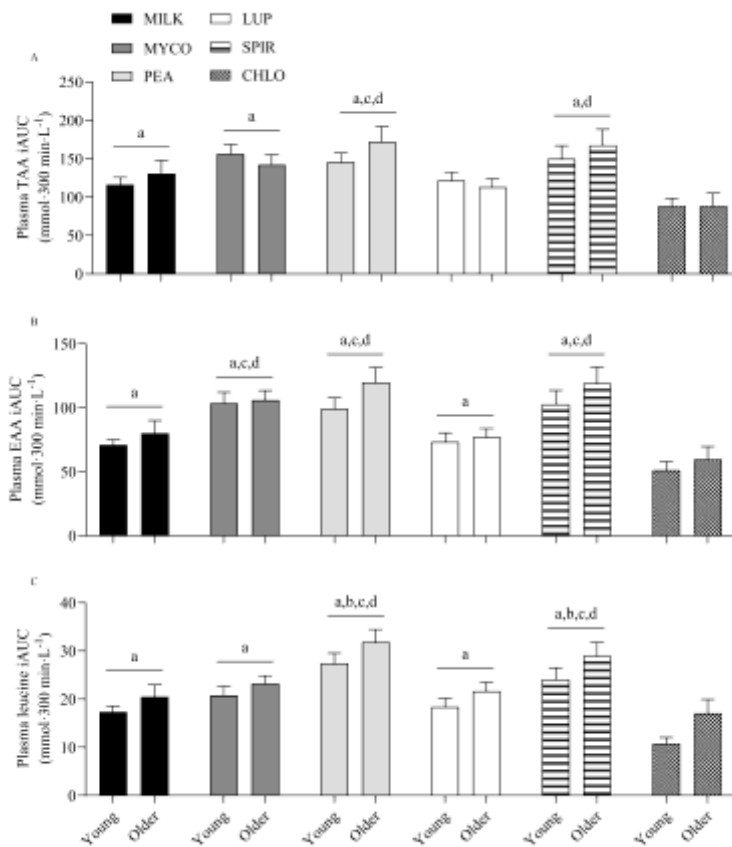 MILK LUP
MYCO SPIR
PEA CHLO
A
Plasma TAA iAUC
(mmol·300 min·L⁻¹)
250
200
150
100
50
0
a
a
a,c,d
a,d
B
Plasma EAA iAUC
(mmol·300 min·L⁻¹)
150
100
50
0
a
a,c,d
a,c,d
a
a,c,d
C
Plasma leucine iAUC
(mmol·300 min·L⁻¹)
40
30
20
10
0
a
a
a,b,c,d
a
a,b,c,d
Young Older Young Older Young Older Young Older Young Older Young Older